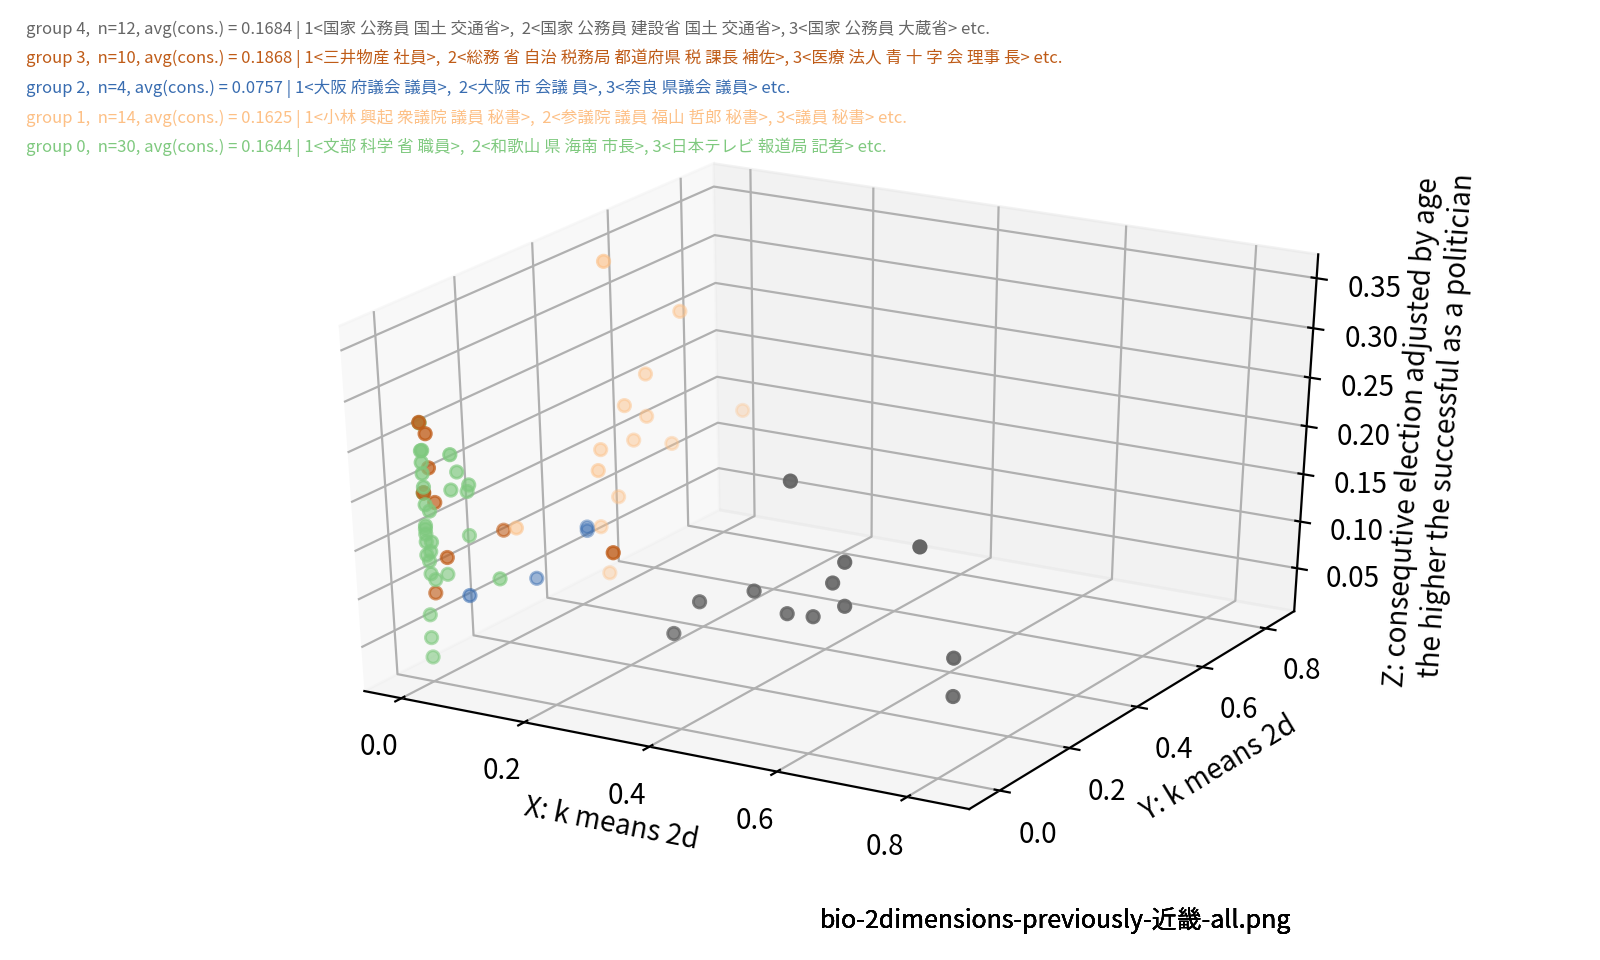 group 4,  n=12, avg(cons.) = 0.1684 | 1<国家 公務員 国土 交通省>,  2<国家 公務員 建設省 国土 交通省>, 3<国家 公務員 大蔵省> etc.
group 3,  n=10, avg(cons.) = 0.1868 | 1<三井物産 社員>,  2<総務 省 自治 税務局 都道府県 税 課長 補佐>, 3<医療 法人 青 十 字 会 理事 長> etc.
group 2,  n=4, avg(cons.) = 0.0757 | 1<大阪 府議会 議員>,  2<大阪 市 会議 員>, 3<奈良 県議会 議員> etc.
group 1,  n=14, avg(cons.) = 0.1625 | 1<小林 興起 衆議院 議員 秘書>,  2<参議院 議員 福山 哲郎 秘書>, 3<議員 秘書> etc.
group 0,  n=30, avg(cons.) = 0.1644 | 1<文部 科学 省 職員>,  2<和歌山 県 海南 市長>, 3<日本テレビ 報道局 記者> etc.
Z: consequtive election adjusted by age
the higher the successful as a politician
0.35
0.30
0.25
0.20
0.15
0.10
0.05
0.8
0.6
0.4
0.2
0.0
Y: k means 2d
0.0
0.2
0.4
0.6
0.8
X: k means 2d
bio-2dimensions-previously-近畿-all.png